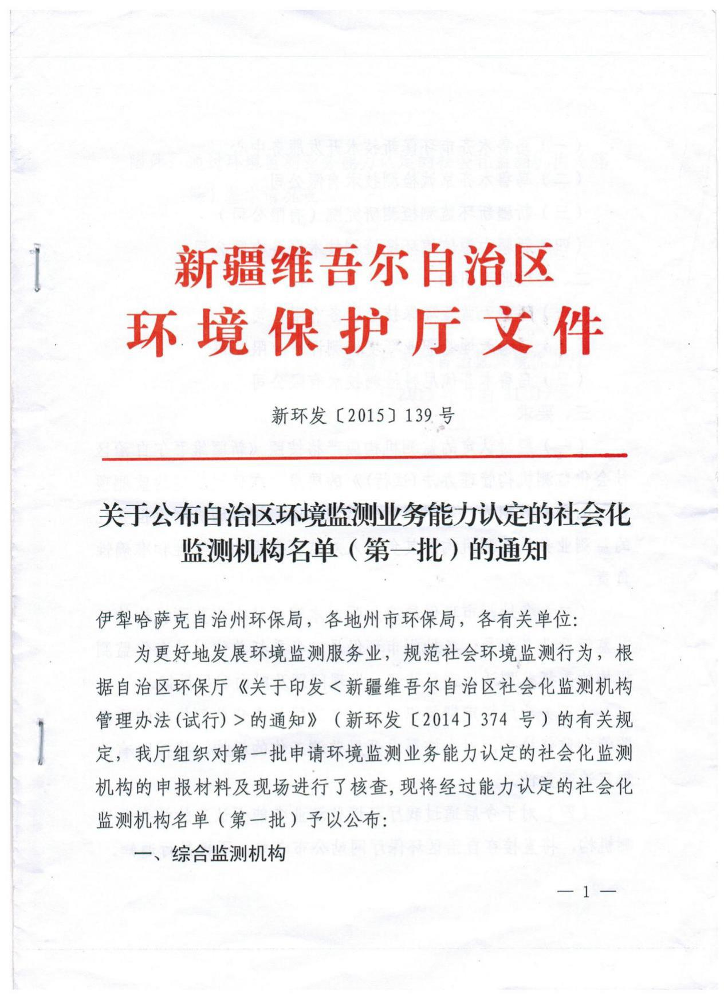 新疆维吾尔自治区
环境保护厅文件
新环发〔2015〕139号
关于公布自治区环境监测业务能力认定的社会化
监测机构名单（第一批）的通知
伊犁哈萨克自治州环保局，各地州市环保局，各有关单位：
为更好地发展环境监测服务业，规范社会环境监测行为，根
据自治区环保厅《关于印发<新疆维吾尔自治区社会化监测机构
管理办法(试行)>的通知》（新环发〔2014〕374 号）的有关规
定，我厅组织对第一批申请环境监测业务能力认定的社会化监测
机构的申报材料及现场进行了核查,现将经过能力认定的社会化
监测机构名单（第一批）予以公布：
一、综合监测机构
— 1 —